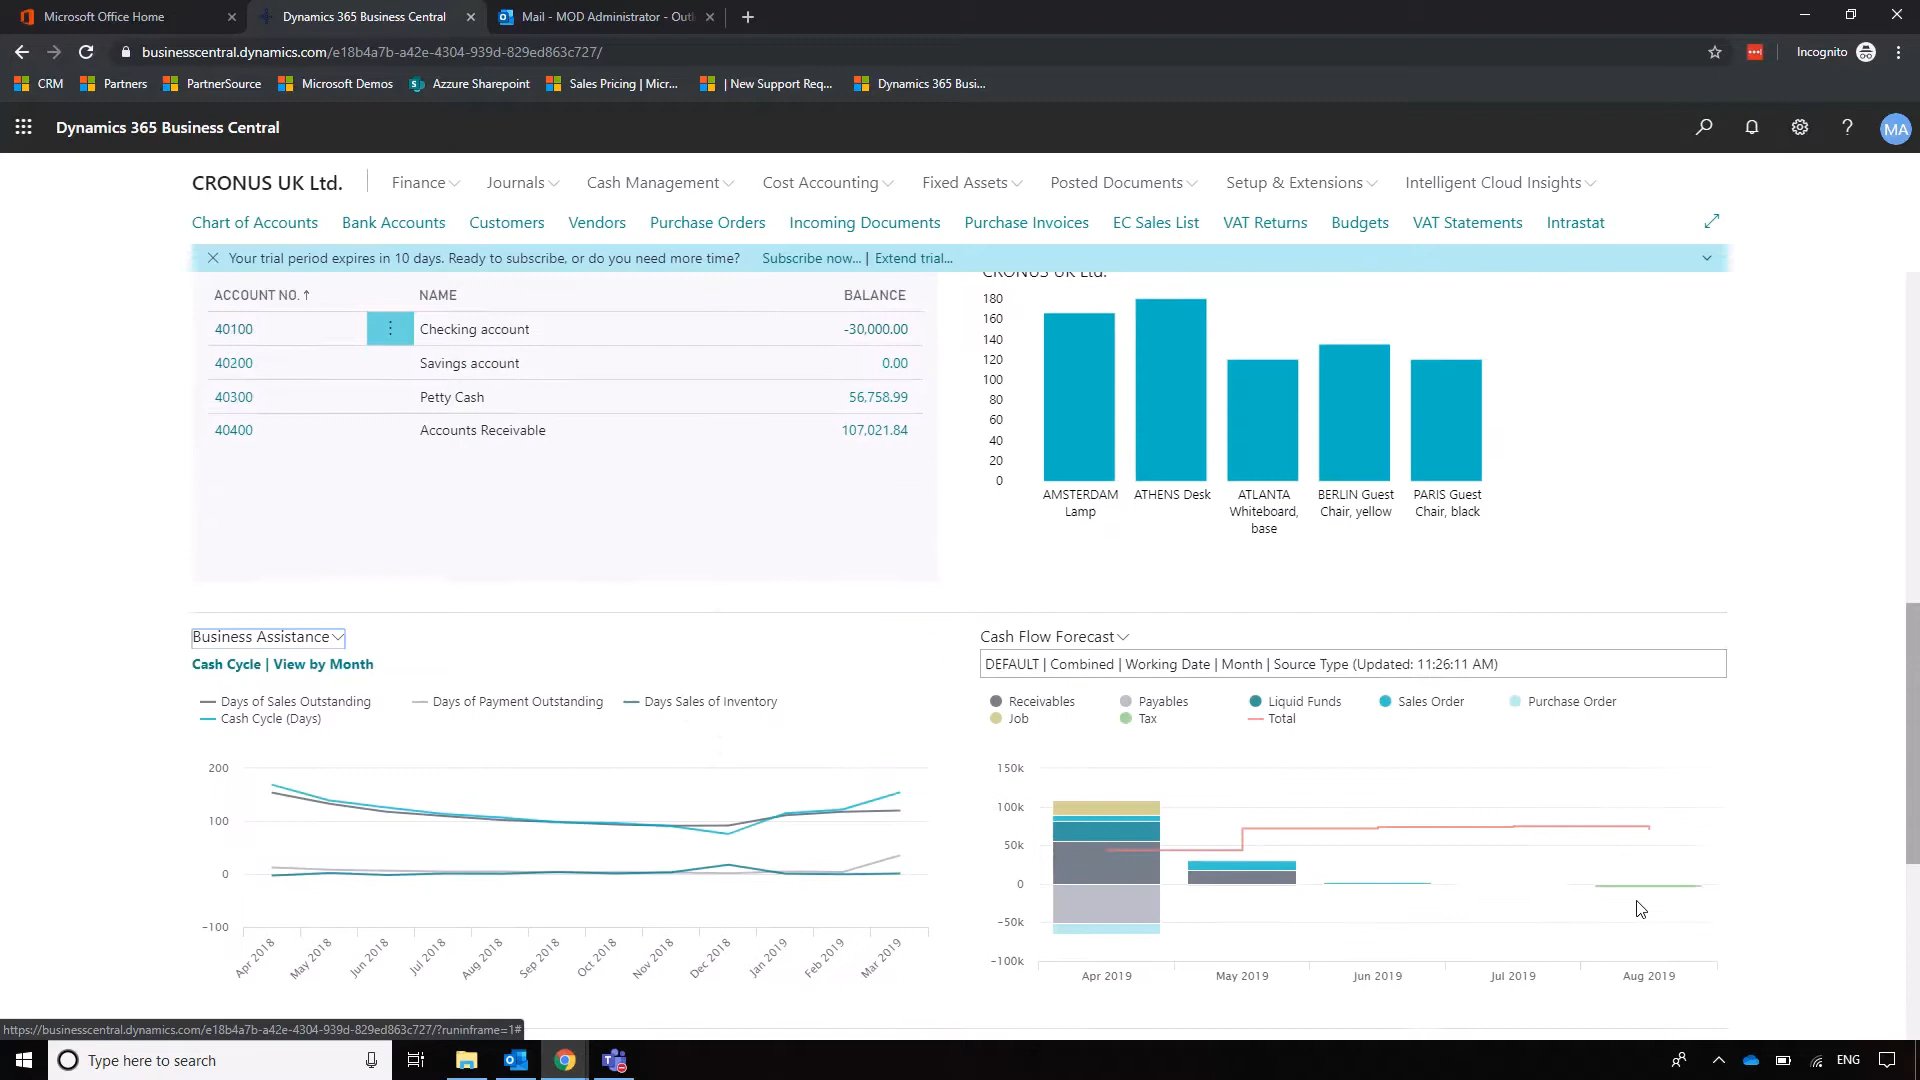 Microsoft Office Home
Dynamics 365 Business Central
Mail - MOD Administrator - Outl
businesscentral.dynamics.com/e18b4a7b-a42e-4304-939d-829ed863c727/
Incognito
CRM
Partners
PartnerSource
Microsoft Demos
Azzure Sharepoint
Sales Pricing | Micr...
| New Support Req...
Dynamics 365 Busi...
Dynamics 365 Business Central
MA
CRONUS UK Ltd.
Finance
Journals
Cash Management
Cost Accounting
Fixed Assets
Posted Documents
Setup & Extensions
Intelligent Cloud Insights
Chart of Accounts
Bank Accounts
Customers
Vendors
Purchase Orders
Incoming Documents
Purchase Invoices
EC Sales List
VAT Returns
Budgets
VAT Statements
Intrastat
Your trial period expires in 10 days. Ready to subscribe, or do you need more time?
Subscribe now... | Extend trial...
ACCOUNT NO. ↑
NAME
BALANCE
40100
Checking account
-30,000.00
40200
Savings account
0.00
40300
Petty Cash
56,758.99
40400
Accounts Receivable
107,021.84
CRONUS UK Ltd.
180
160
140
120
100
80
60
40
20
0
AMSTERDAM
Lamp
ATHENS Desk
ATLANTA
Whiteboard,
base
BERLIN Guest
Chair, yellow
PARIS Guest
Chair, black
Business Assistance
Cash Cycle | View by Month
Days of Sales Outstanding
Days of Payment Outstanding
Days Sales of Inventory
Cash Cycle (Days)
200
100
0
-100
Apr 2018
May 2018
Jun 2018
Jul 2018
Aug 2018
Sep 2018
Oct 2018
Nov 2018
Dec 2018
Jan 2019
Feb 2019
Mar 2019
Cash Flow Forecast
DEFAULT | Combined | Working Date | Month | Source Type (Updated: 11:26:11 AM)
Receivables
Payables
Liquid Funds
Sales Order
Purchase Order
Job
Tax
Total
150k
100k
50k
0
-50k
-100k
Apr 2019
May 2019
Jun 2019
Jul 2019
Aug 2019
https://businesscentral.dynamics.com/e18b4a7b-a42e-4304-939d-829ed863c727/?runinframe=1#
Type here to search
ENG